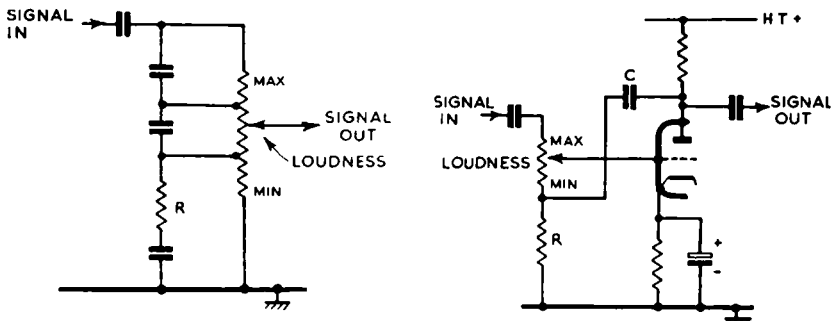 SIGNAL
IN
MAX
SIGNAL
OUT
LOUDNESS
MIN
R
HT+
C
SIGNAL
IN
SIGNAL
OUT
MAX
LOUDNESS
MIN
R
+
-